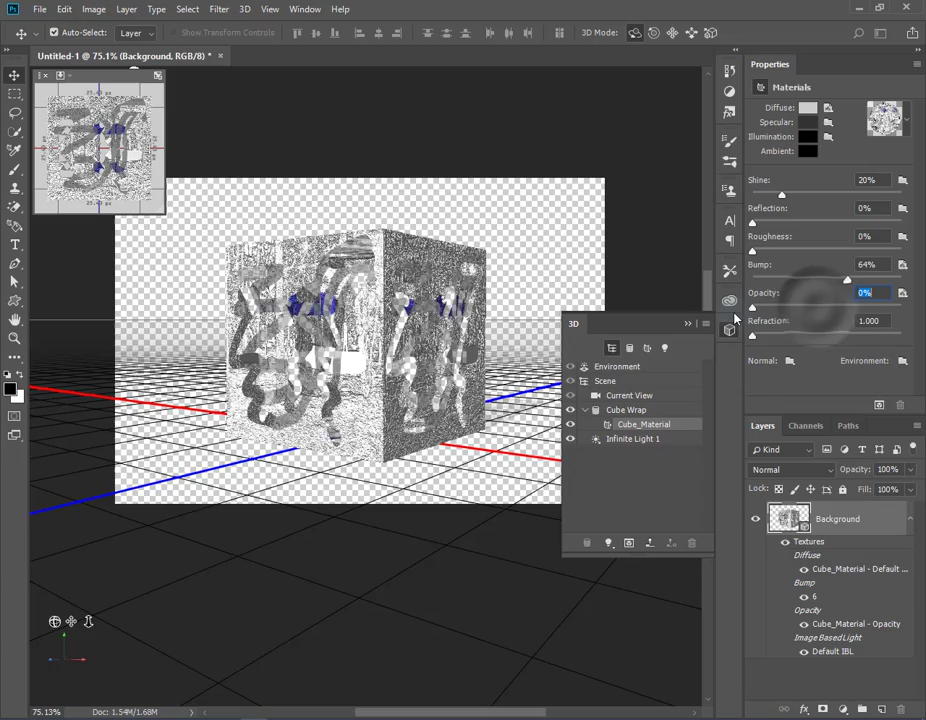 Ps File Edit Image Layer Type Select Filter 3D View Window Help
Auto-Select: Layer Show Transform Controls 3D Mode:
Untitled-1 @ 75.1% (Background, RGB/8) * ×
Properties
Materials
Diffuse:
Specular:
Illumination:
Ambient:
Shine: 20%
Reflection: 0%
Roughness: 0%
Bump: 64%
Opacity: 0%
Refraction: 1.000
Normal: Environment:
3D
Environment
Scene
Current View
Cube Wrap
Cube_Material
Infinite Light 1
Layers Channels Paths
Kind
Normal Opacity: 100%
Lock: Fill: 100%
Background
Textures
Diffuse
Cube_Material - Default ...
Bump
6
Opacity
Cube_Material - Opacity
Image Based Light
Default IBL
75.13% Doc: 1.54M/1.68M